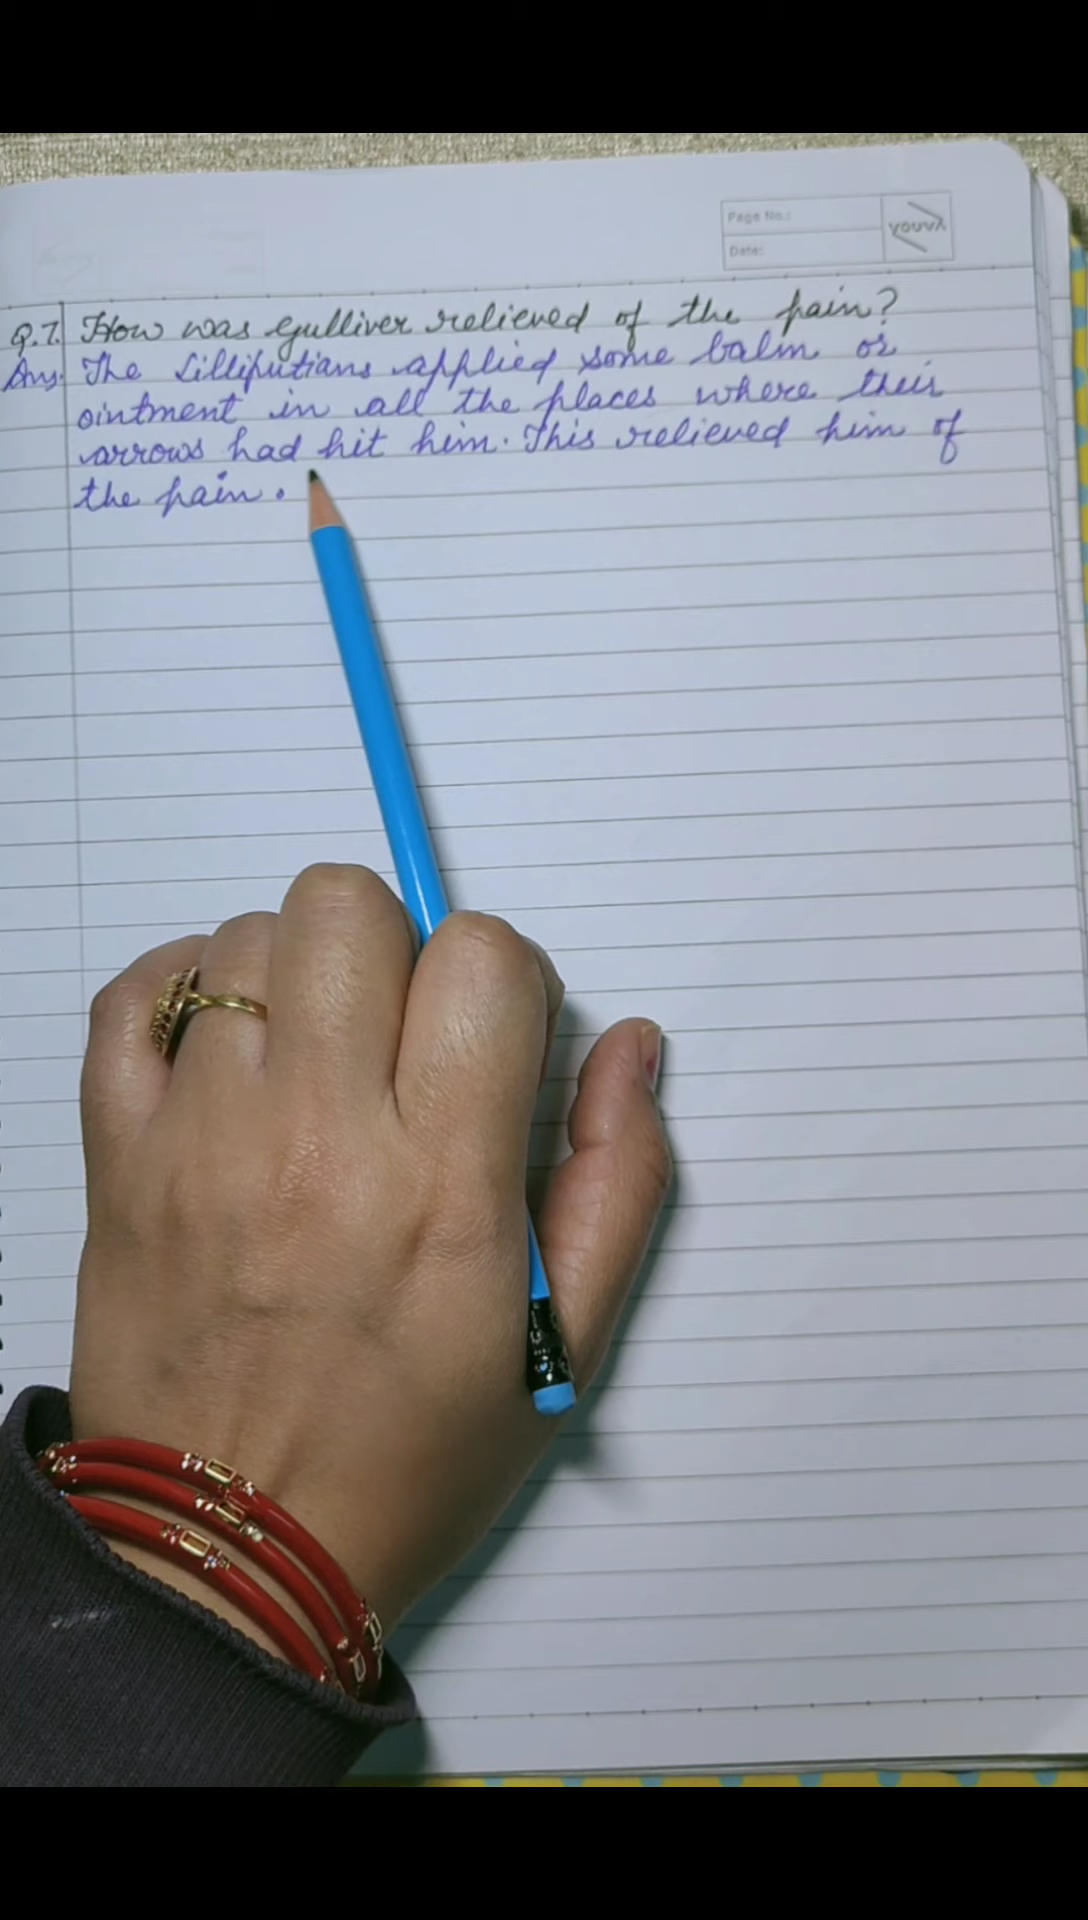 Page No.:
Date:
youva
Q.7. How was Gulliver relieved of the pain?
Ans. The Lilliputians applied some balm or
ointment in all the places where their
arrows had hit him. This relieved him of
the pain.